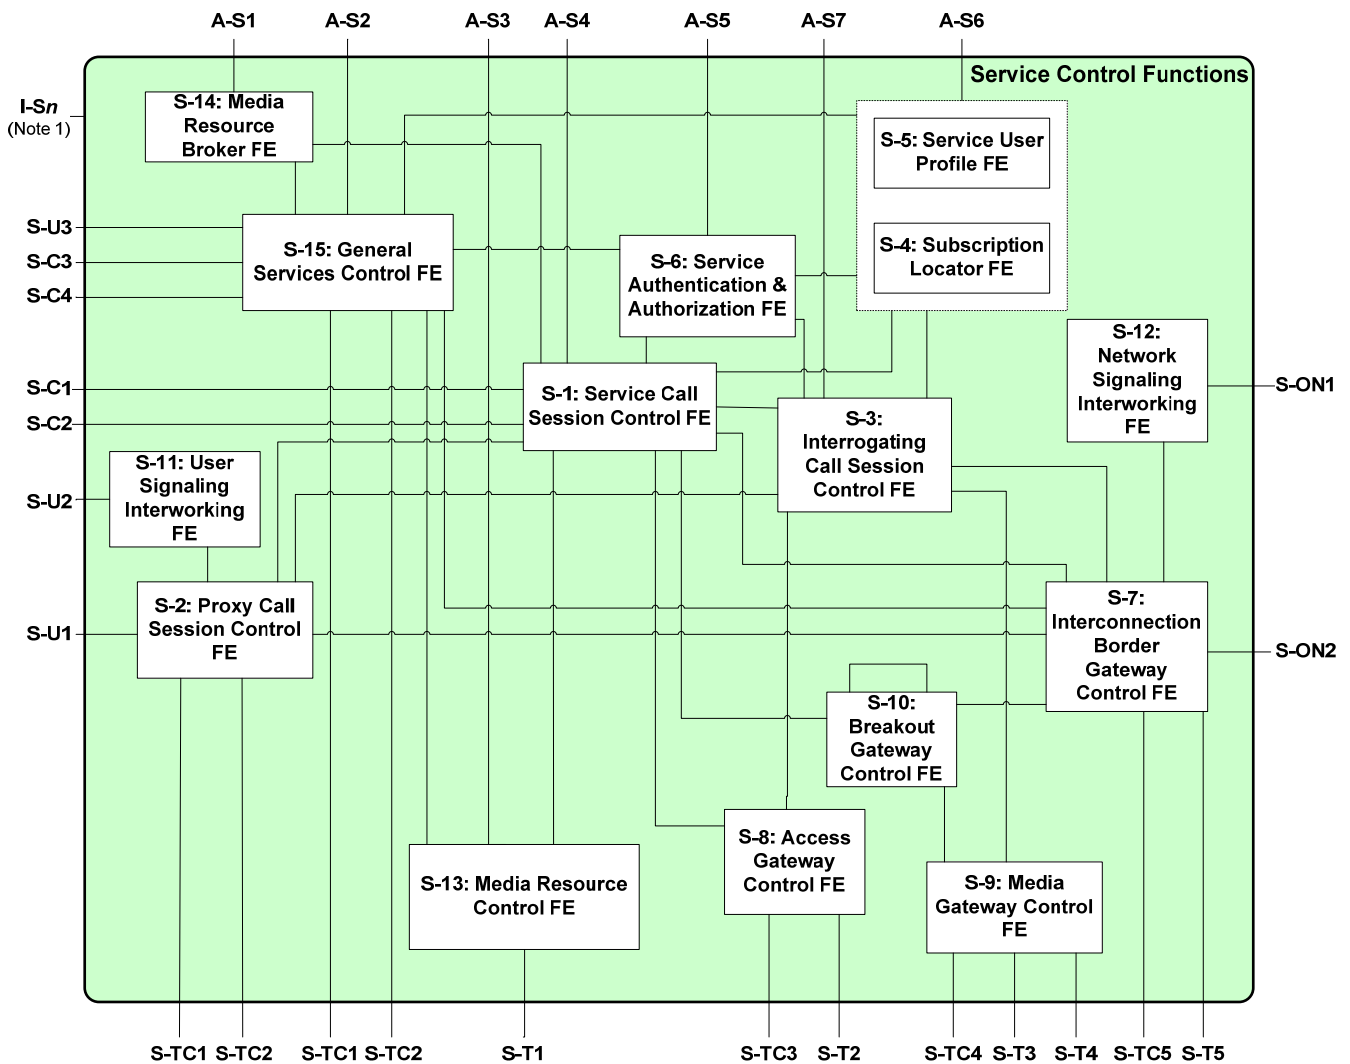 A-S1
A-S2
A-S3
A-S4
A-S5
A-S7
A-S6
Service Control Functions
I-Sn
(Note 1)
S-14: Media
Resource
Broker FE
S-5: Service User
Profile FE
S-U3
S-C3
S-C4
S-15: General
Services Control FE
S-6: Service
Authentication &
Authorization FE
S-4: Subscription
Locator FE
S-12:
Network
Signaling
Interworking
FE
S-ON1
S-C1
S-C2
S-1: Service Call
Session Control FE
S-3:
Interrogating
Call Session
Control FE
S-11: User
Signaling
Interworking
FE
S-U2
S-2: Proxy Call
Session Control
FE
S-U1
S-7:
Interconnection
Border
Gateway
Control FE
S-ON2
S-10:
Breakout
Gateway
Control FE
S-8: Access
Gateway
Control FE
S-13: Media Resource
Control FE
S-9: Media
Gateway Control
FE
S-TC1
S-TC2
S-TC1
S-TC2
S-T1
S-TC3
S-T2
S-TC4
S-T3
S-T4
S-TC5
S-T5